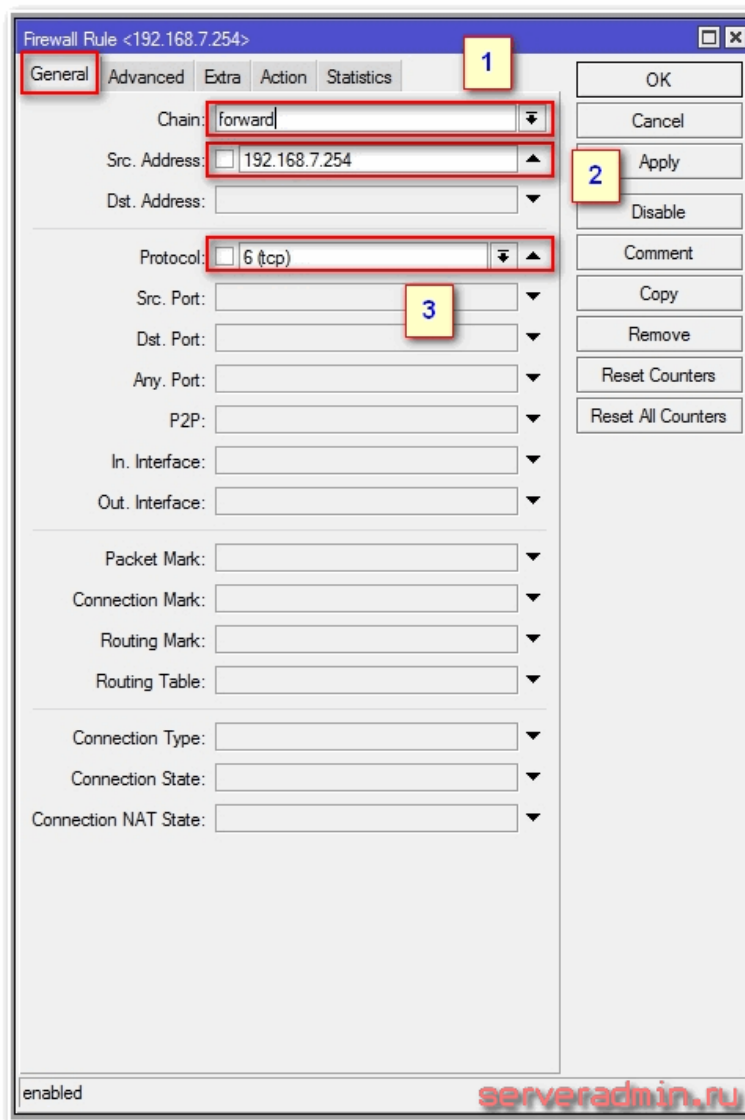 Firewall Rule <192.168.7.254>
General Advanced Extra Action Statistics
1
Chain: forward
Src. Address: 192.168.7.254
2
Dst. Address:
Protocol: 6 (tcp)
3
Src. Port:
Dst. Port:
Any. Port:
P2P:
In. Interface:
Out. Interface:
Packet Mark:
Connection Mark:
Routing Mark:
Routing Table:
Connection Type:
Connection State:
Connection NAT State:
OK
Cancel
Apply
Disable
Comment
Copy
Remove
Reset Counters
Reset All Counters
enabled
serveradmin.ru